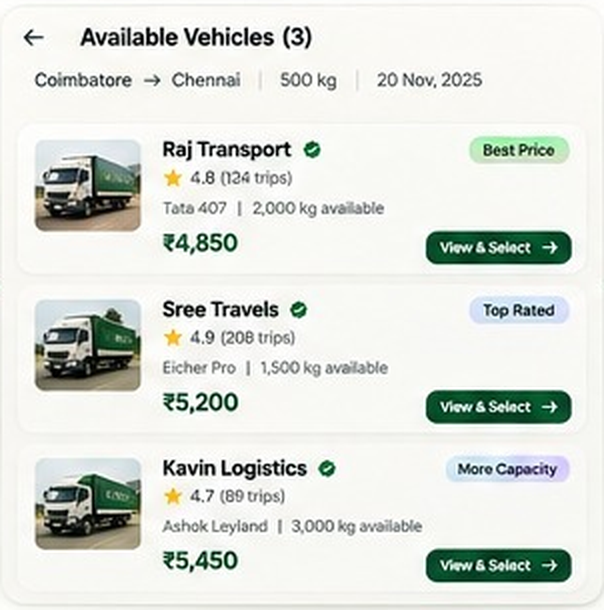 ← Available Vehicles (3)
Coimbatore → Chennai | 500 kg | 20 Nov, 2025
Raj Transport Best Price
4.8 (124 trips)
Tata 407 | 2,000 kg available
₹4,850 View & Select →
Sree Travels Top Rated
4.9 (208 trips)
Eicher Pro | 1,500 kg available
₹5,200 View & Select →
Kavin Logistics More Capacity
4.7 (89 trips)
Ashok Leyland | 3,000 kg available
₹5,450 View & Select →